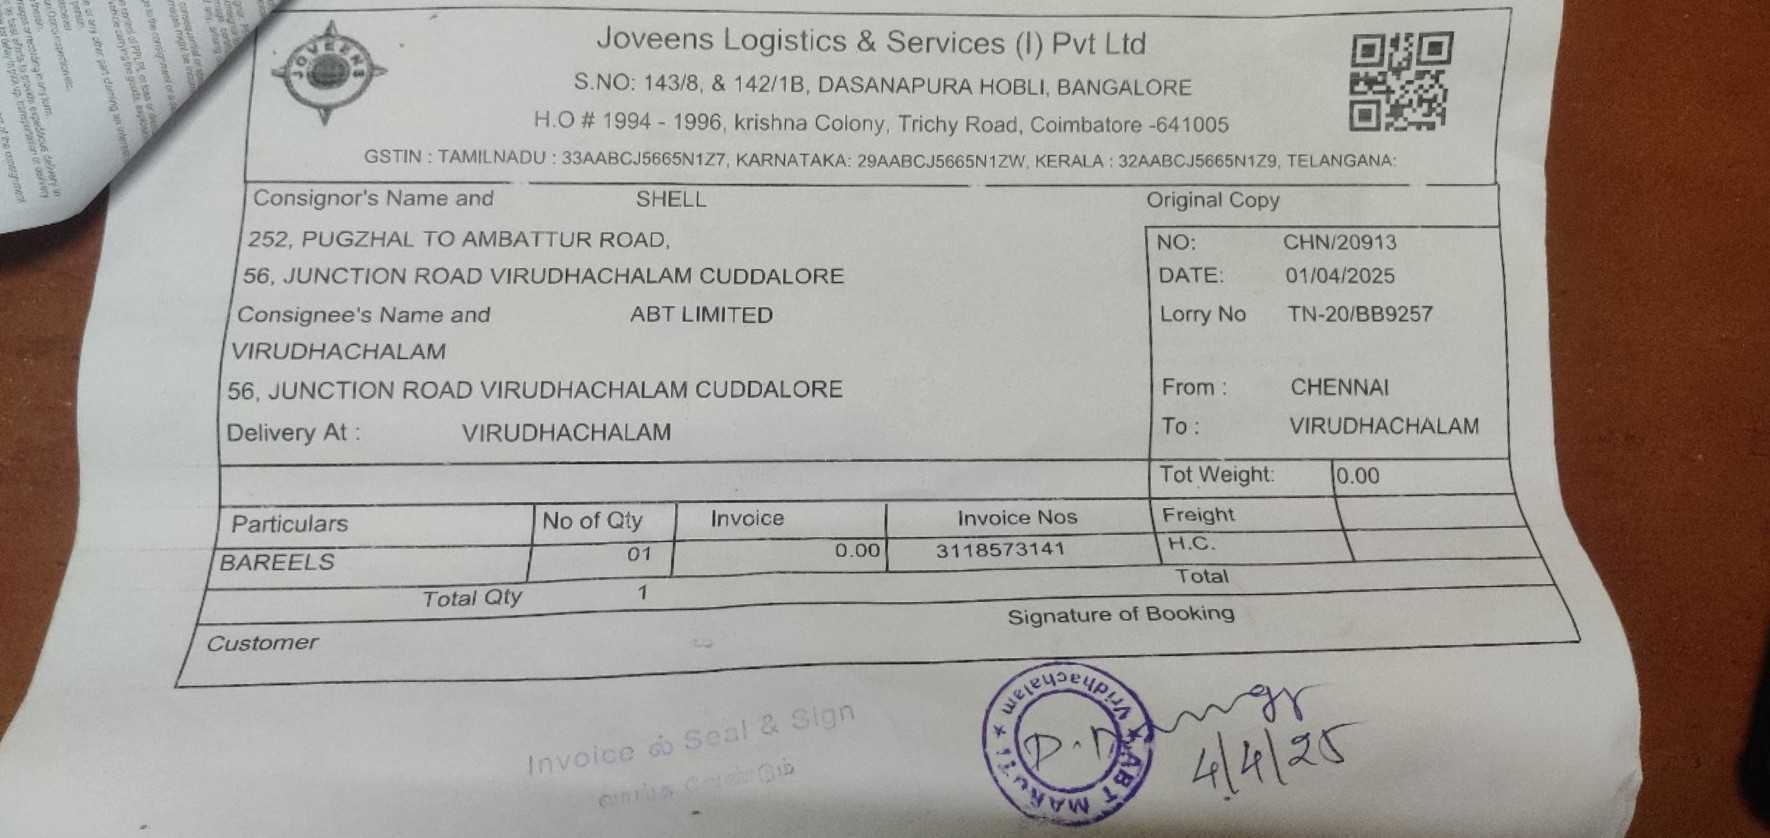 JOVEENS
Joveens Logistics & Services (I) Pvt Ltd
S.NO: 143/8, & 142/1B, DASANAPURA HOBLI, BANGALORE
H.O # 1994 - 1996, krishna Colony, Trichy Road, Coimbatore -641005
GSTIN : TAMILNADU : 33AABCJ5665N1Z7, KARNATAKA: 29AABCJ5665N1ZW, KERALA : 32AABCJ5665N1Z9, TELANGANA:
Consignor's Name and SHELL
252, PUGZHAL TO AMBATTUR ROAD,
56, JUNCTION ROAD VIRUDHACHALAM CUDDALORE
Consignee's Name and ABT LIMITED
VIRUDHACHALAM
56, JUNCTION ROAD VIRUDHACHALAM CUDDALORE
Delivery At : VIRUDHACHALAM
Original Copy
NO: CHN/20913
DATE: 01/04/2025
Lorry No TN-20/BB9257
From : CHENNAI
To : VIRUDHACHALAM
Tot Weight: 0.00
Particulars No of Qty Invoice Invoice Nos Freight
BAREELS 01 0.00 3118573141 H.C.
Total Qty 1 Total
Customer Signature of Booking
Invoice ல் Seal & Sign
ABT MARUTI * Vridhachalam *
4/4/25